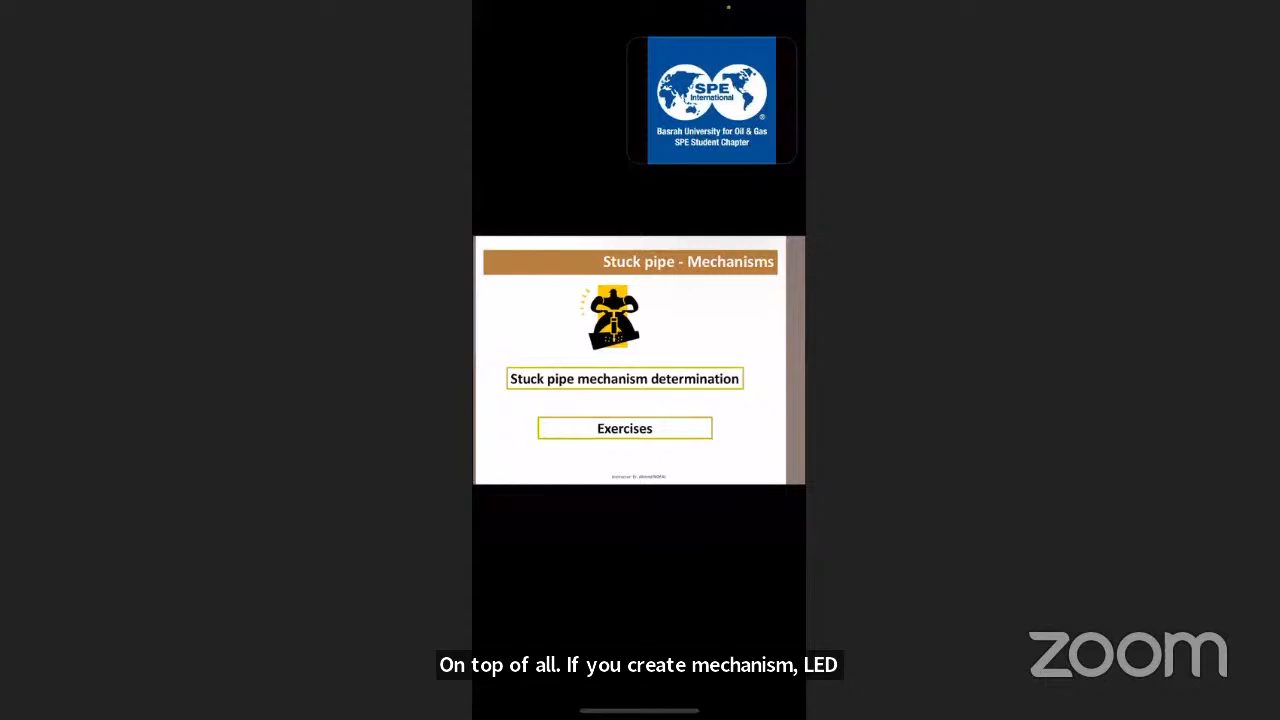 SPE
International
®
Basrah University for Oil & Gas
SPE Student Chapter
Stuck pipe - Mechanisms
Stuck pipe mechanism determination
Exercises
On top of all. If you create mechanism, LED
zoom